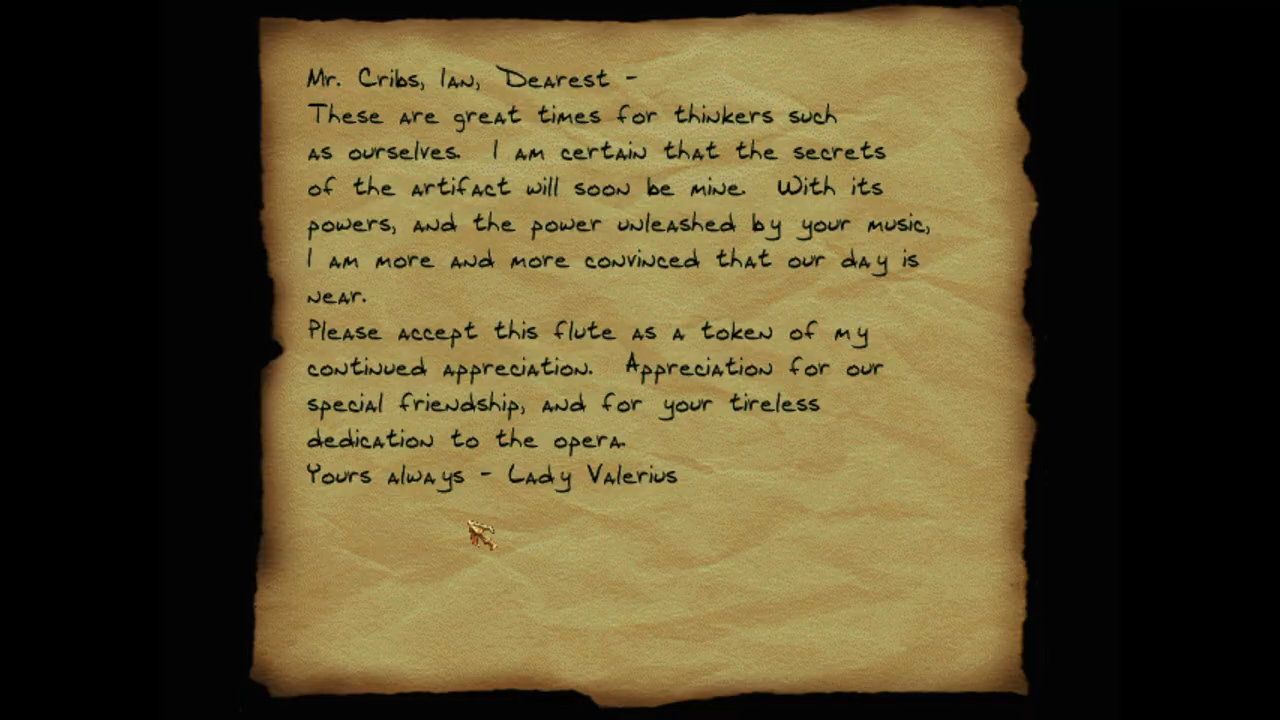 Mr. Cribs, Ian, Dearest -
These are great times for thinkers such
as ourselves. I am certain that the secrets
of the artifact will soon be mine. With its
powers, and the power unleashed by your music,
I am more and more convinced that our day is
near.
Please accept this flute as a token of my
continued appreciation. Appreciation for our
special friendship, and for your tireless
dedication to the opera.
Yours always - Lady Valerius